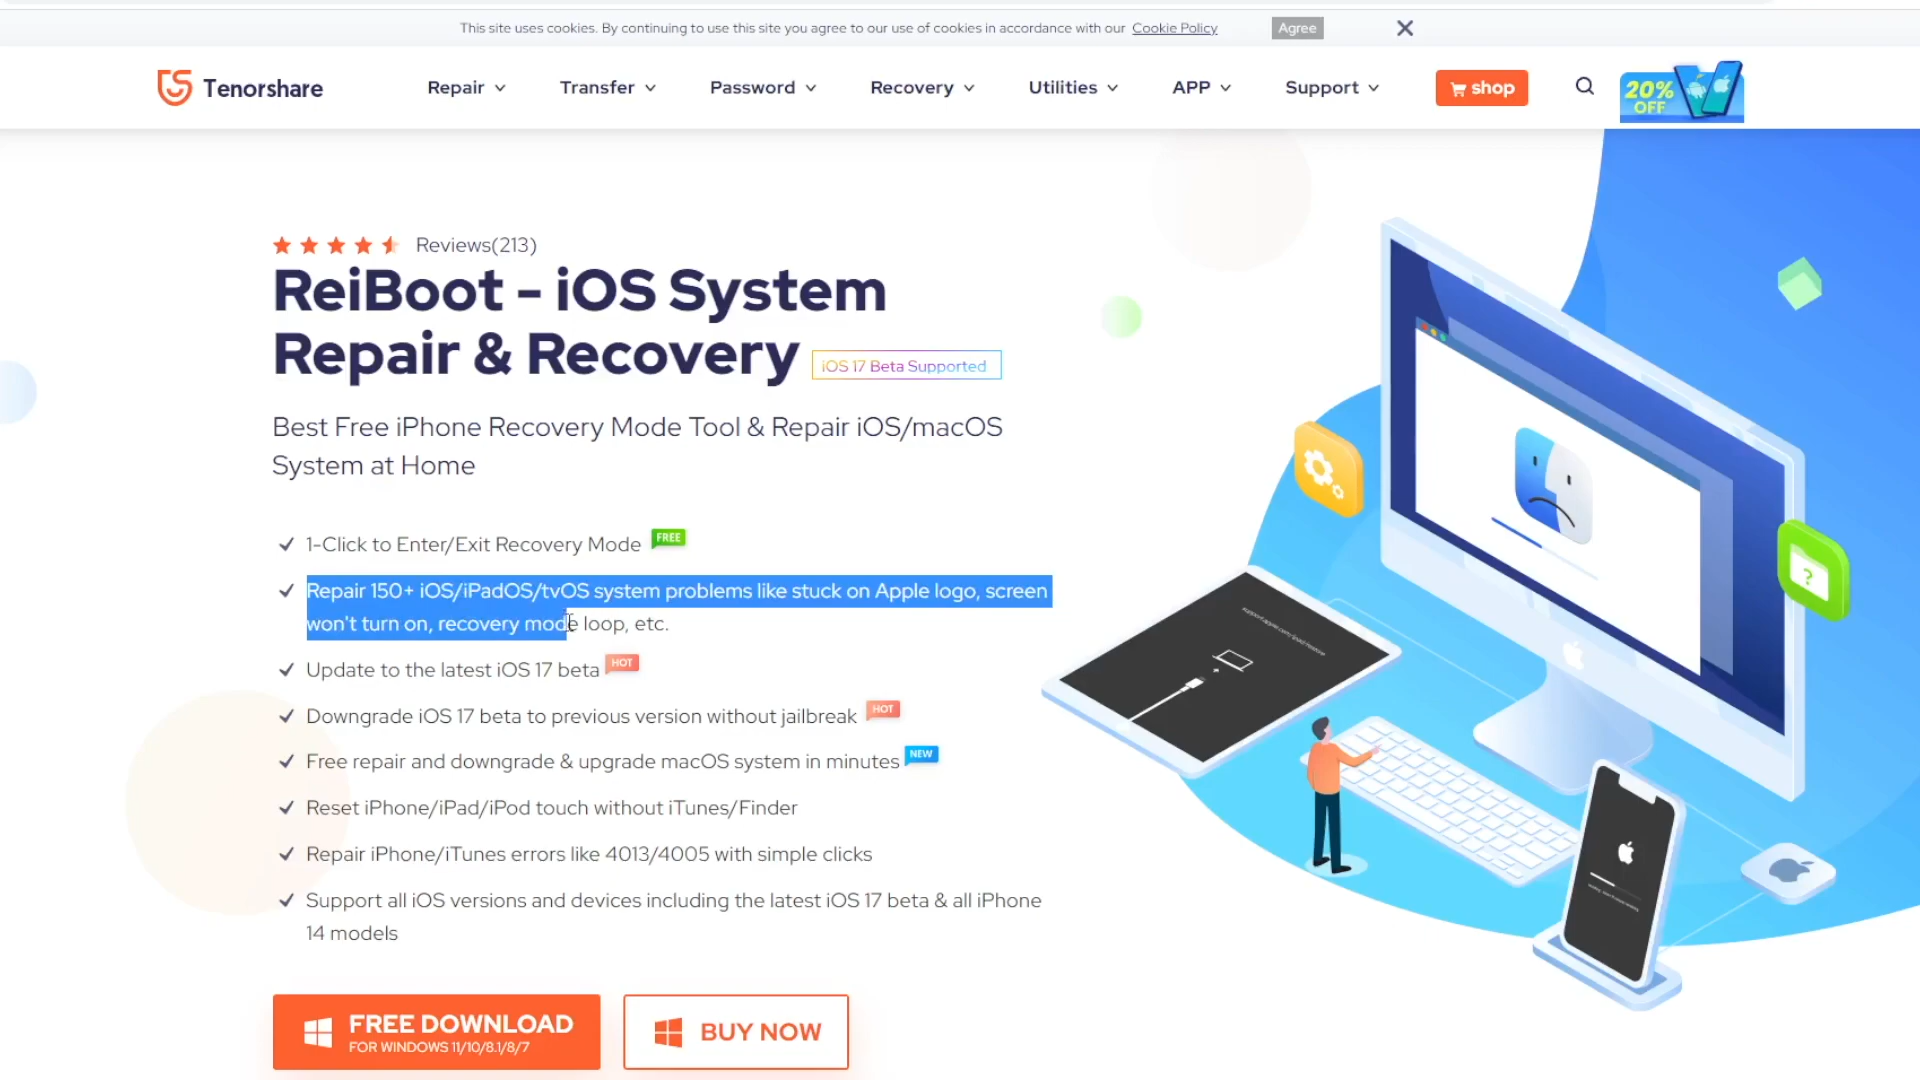 This site uses cookies. By continuing to use this site you agree to our use of cookies in accordance with our Cookie Policy Agree
Tenorshare Repair Transfer Password Recovery Utilities APP Support shop 20% OFF
Reviews(213)
ReiBoot - iOS System
Repair & Recovery iOS 17 Beta Supported
Best Free iPhone Recovery Mode Tool & Repair iOS/macOS
System at Home
1-Click to Enter/Exit Recovery Mode FREE
Repair 150+ iOS/iPadOS/tvOS system problems like stuck on Apple logo, screen
won't turn on, recovery mode loop, etc.
Update to the latest iOS 17 beta HOT
Downgrade iOS 17 beta to previous version without jailbreak HOT
Free repair and downgrade & upgrade macOS system in minutes NEW
Reset iPhone/iPad/iPod touch without iTunes/Finder
Repair iPhone/iTunes errors like 4013/4005 with simple clicks
Support all iOS versions and devices including the latest iOS 17 beta & all iPhone
14 models
FREE DOWNLOAD
FOR WINDOWS 11/10/8.1/8/7
BUY NOW